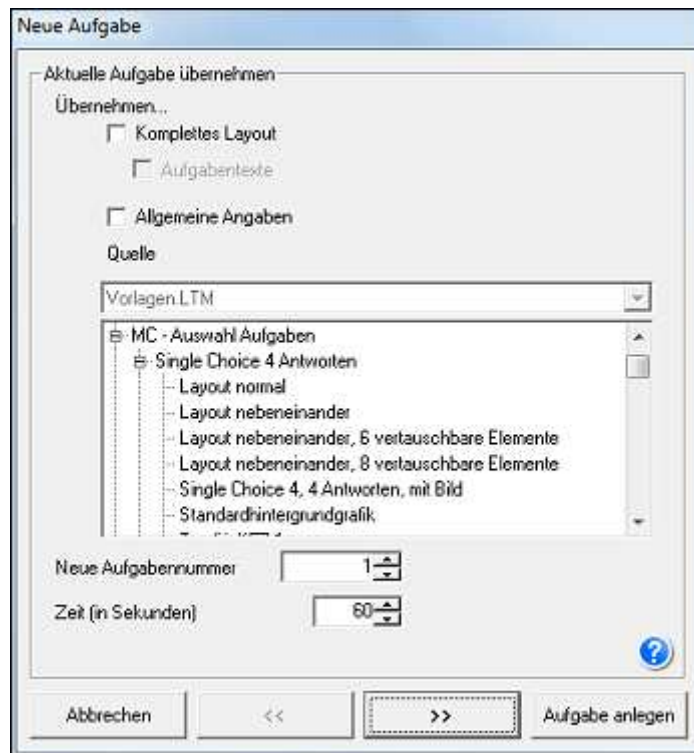 Neue Aufgabe
Aktuelle Aufgabe übernehmen
Übernehmen...
Komplettes Layout
Aufgabentexte
Allgemeine Angaben
Quelle
Vorlagen.LTM
MC - Auswahl Aufgaben
Single Choice 4 Antworten
Layout normal
Layout nebeneinander
Layout nebeneinander, 6 vertauschbare Elemente
Layout nebeneinander, 8 vertauschbare Elemente
Single Choice 4, 4 Antworten, mit Bild
Standardhintergrundgrafik
Neue Aufgabennummer 1
Zeit (in Sekunden) 60
?
Abbrechen << >> Aufgabe anlegen